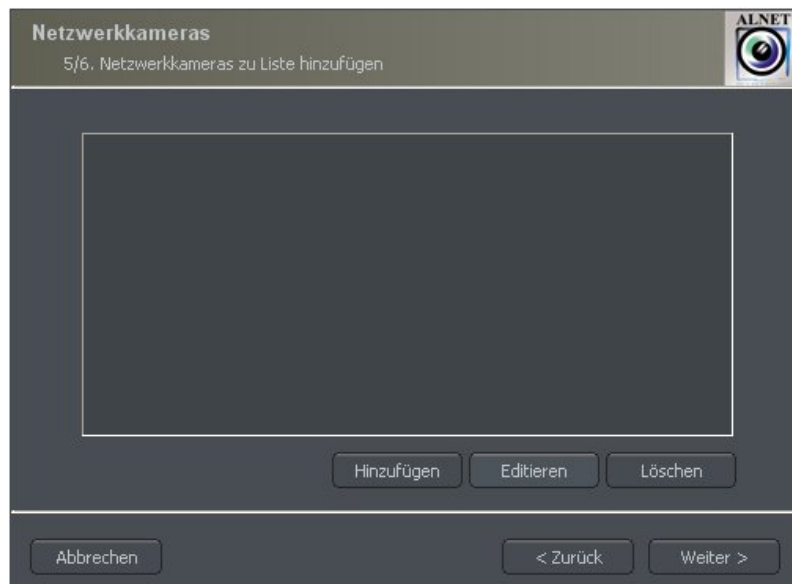 Netzwerkkameras
ALNET
5/6. Netzwerkkameras zu Liste hinzufügen
Hinzufügen
Editieren
Löschen
Abbrechen
< Zurück
Weiter >